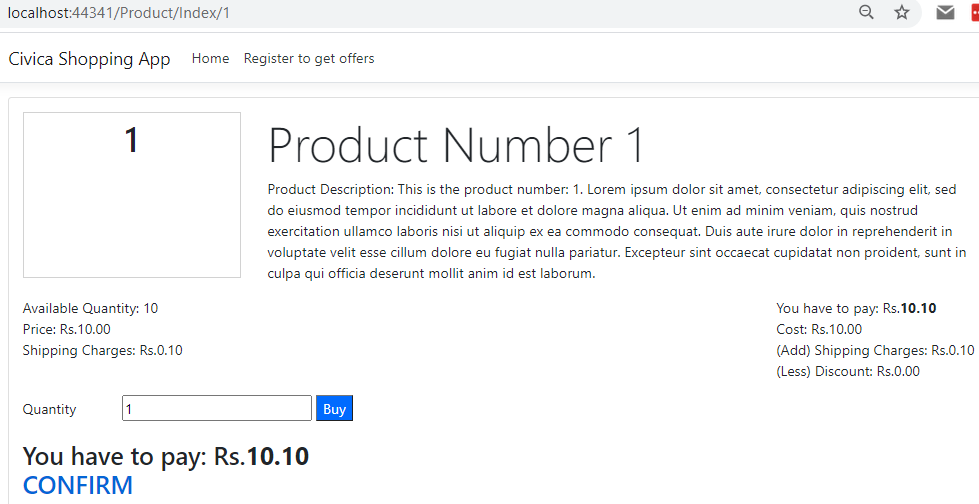 localhost:44341/Product/Index/1
Civica Shopping App Home Register to get offers
1
Product Number 1
Product Description: This is the product number: 1. Lorem ipsum dolor sit amet, consectetur adipiscing elit, sed
do eiusmod tempor incididunt ut labore et dolore magna aliqua. Ut enim ad minim veniam, quis nostrud
exercitation ullamco laboris nisi ut aliquip ex ea commodo consequat. Duis aute irure dolor in reprehenderit in
voluptate velit esse cillum dolore eu fugiat nulla pariatur. Excepteur sint occaecat cupidatat non proident, sunt in
culpa qui officia deserunt mollit anim id est laborum.
Available Quantity: 10
Price: Rs.10.00
Shipping Charges: Rs.0.10
You have to pay: Rs.10.10
Cost: Rs.10.00
(Add) Shipping Charges: Rs.0.10
(Less) Discount: Rs.0.00
Quantity 1 Buy
You have to pay: Rs.10.10
CONFIRM